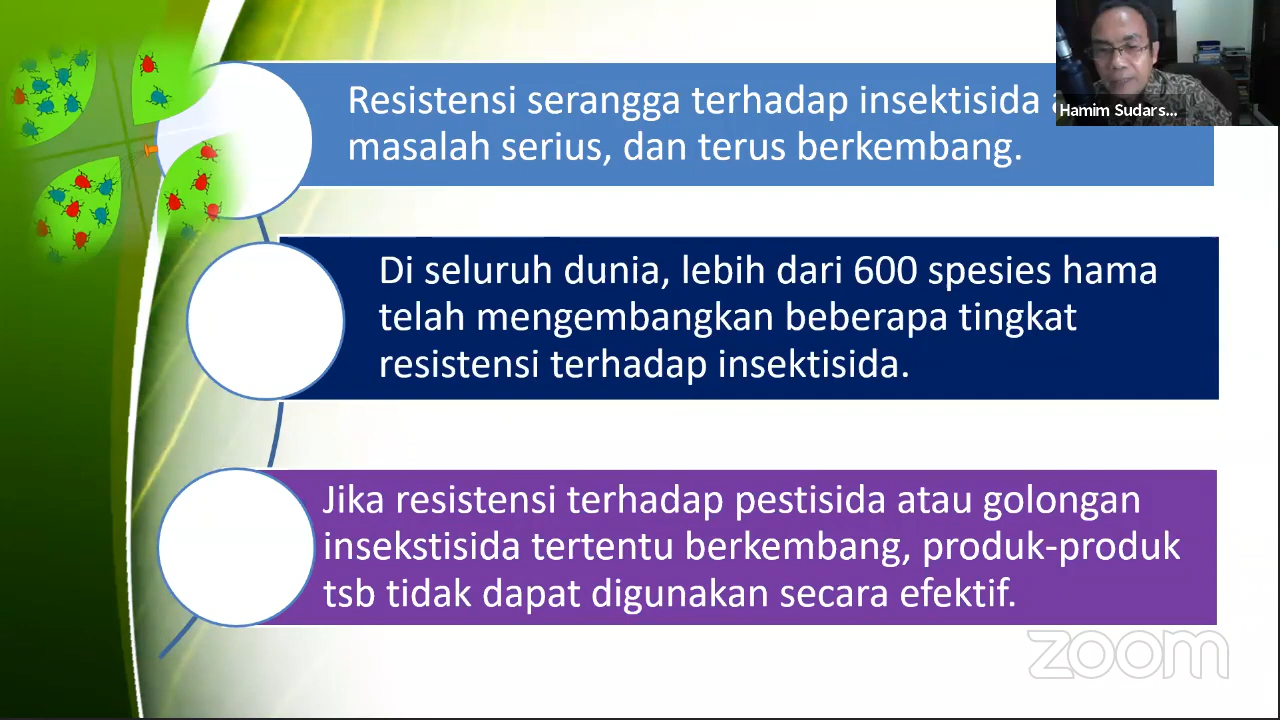 Resistensi serangga terhadap insektisida
masalah serius, dan terus berkembang.
Di seluruh dunia, lebih dari 600 spesies hama
telah mengembangkan beberapa tingkat
resistensi terhadap insektisida.
Jika resistensi terhadap pestisida atau golongan
insekstisida tertentu berkembang, produk-produk
tsb tidak dapat digunakan secara efektif.
Hamim Sudars...
zoom